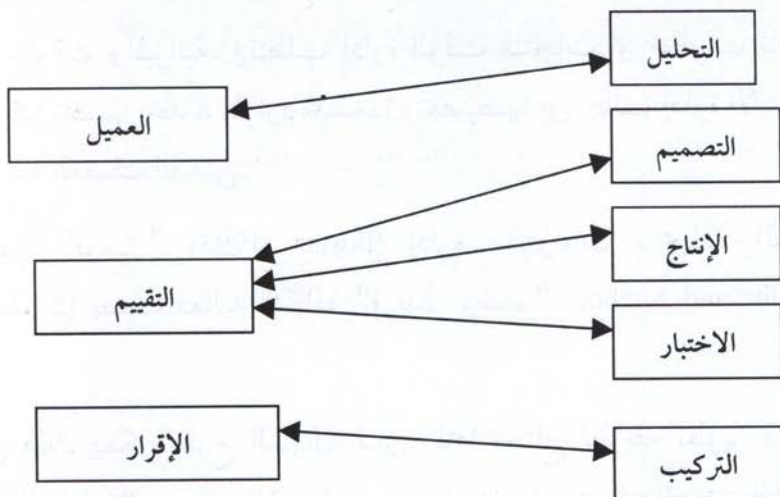 التحليل
العميل
التصميم
الإنتاج
التقييم
الاختبار
الإقرار
التركيب